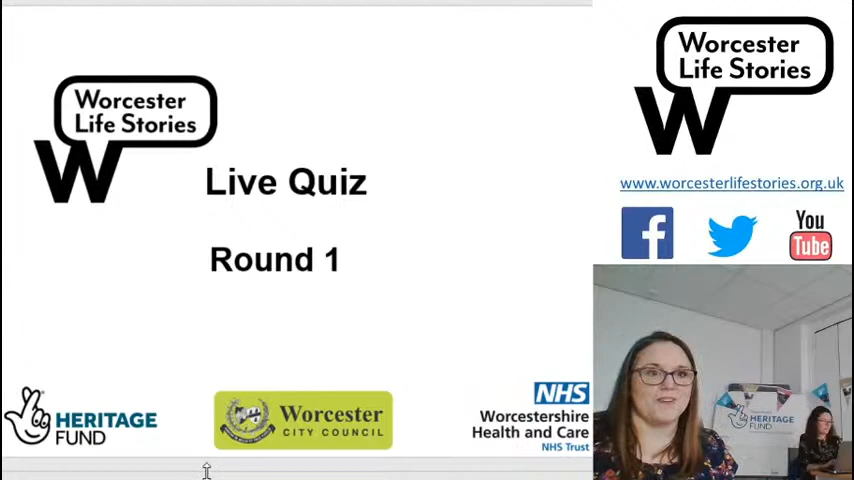 Worcester
Life Stories
W
Live Quiz
Round 1
HERITAGE
FUND
Worcester
CITY COUNCIL
NHS
Worcestershire
Health and Care
NHS Trust
Worcester
Life Stories
W
www.worcesterlifestories.org.uk
f
You
Tube
HERITAGE
FUND